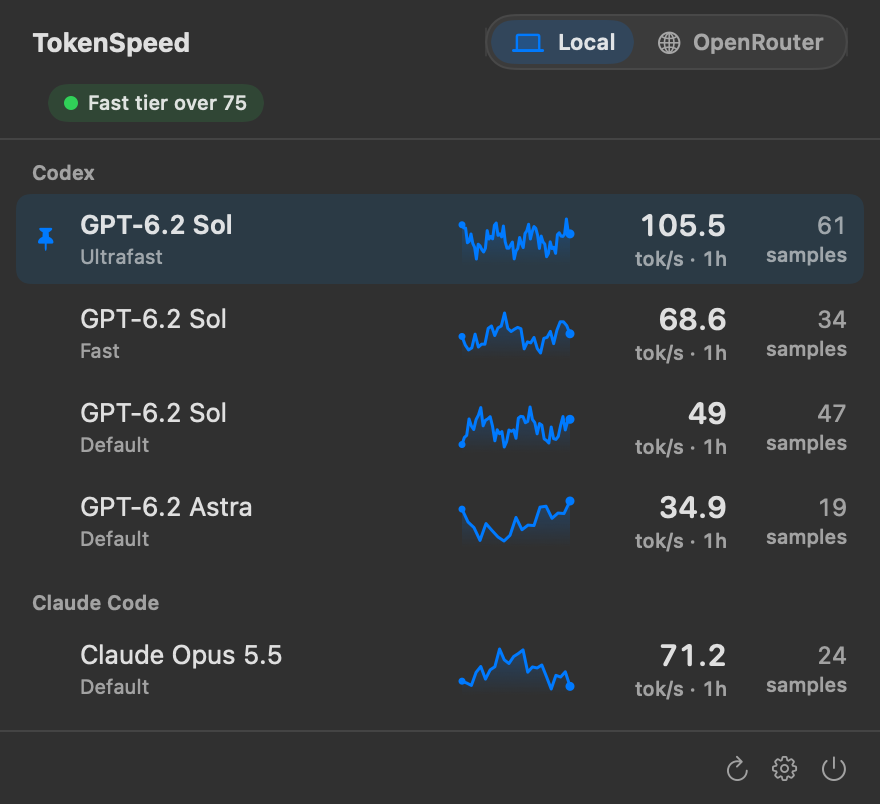 TokenSpeed
Local
OpenRouter
Fast tier over 75
Codex
GPT-6.2 Sol
Ultrafast
105.5
tok/s · 1h
61
samples
GPT-6.2 Sol
Fast
68.6
tok/s · 1h
34
samples
GPT-6.2 Sol
Default
49
tok/s · 1h
47
samples
GPT-6.2 Astra
Default
34.9
tok/s · 1h
19
samples
Claude Code
Claude Opus 5.5
Default
71.2
tok/s · 1h
24
samples